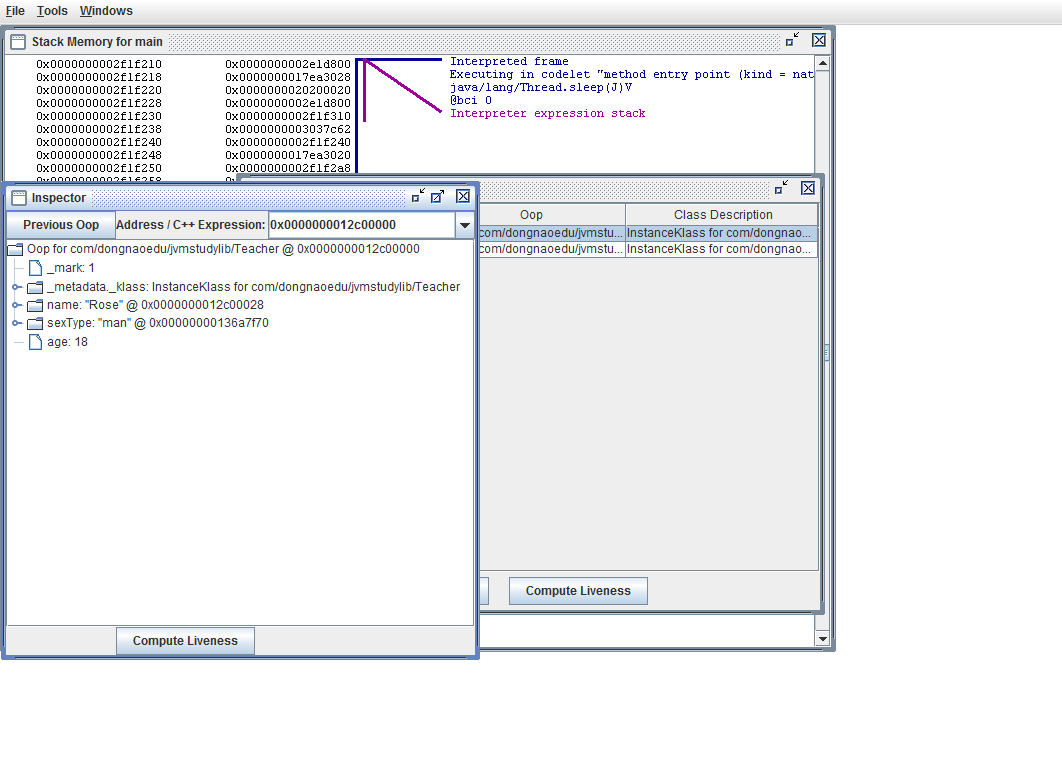 File Tools Windows
Stack Memory for main
0x0000000002f1f210 0x0000000002e1d800 Interpreted frame
0x0000000002f1f218 0x0000000017ea3028 Executing in codelet "method entry point (kind = nat
0x0000000002f1f220 0x0000000020200020 java/lang/Thread.sleep(J)V
0x0000000002f1f228 0x0000000002e1d800 @bci 0
0x0000000002f1f230 0x0000000002f1f310 Interpreter expression stack
0x0000000002f1f238 0x0000000003037c62
0x0000000002f1f240 0x0000000002f1f240
0x0000000002f1f248 0x0000000017ea3020
0x0000000002f1f250 0x0000000002f1f2a8
0x0000000002f1f258
Inspector
Previous Oop Address / C++ Expression: 0x0000000012c00000
Oop for com/dongnaoedu/jvmstudylib/Teacher @ 0x0000000012c00000
_mark: 1
_metadata._klass: InstanceKlass for com/dongnaoedu/jvmstudylib/Teacher
name: "Rose" @ 0x0000000012c00028
sexType: "man" @ 0x00000000136a7f70
age: 18
Compute Liveness
Oop Class Description
com/dongnaoedu/jvmstu... InstanceKlass for com/dongnao...
com/dongnaoedu/jvmstu... InstanceKlass for com/dongnao...
Compute Liveness